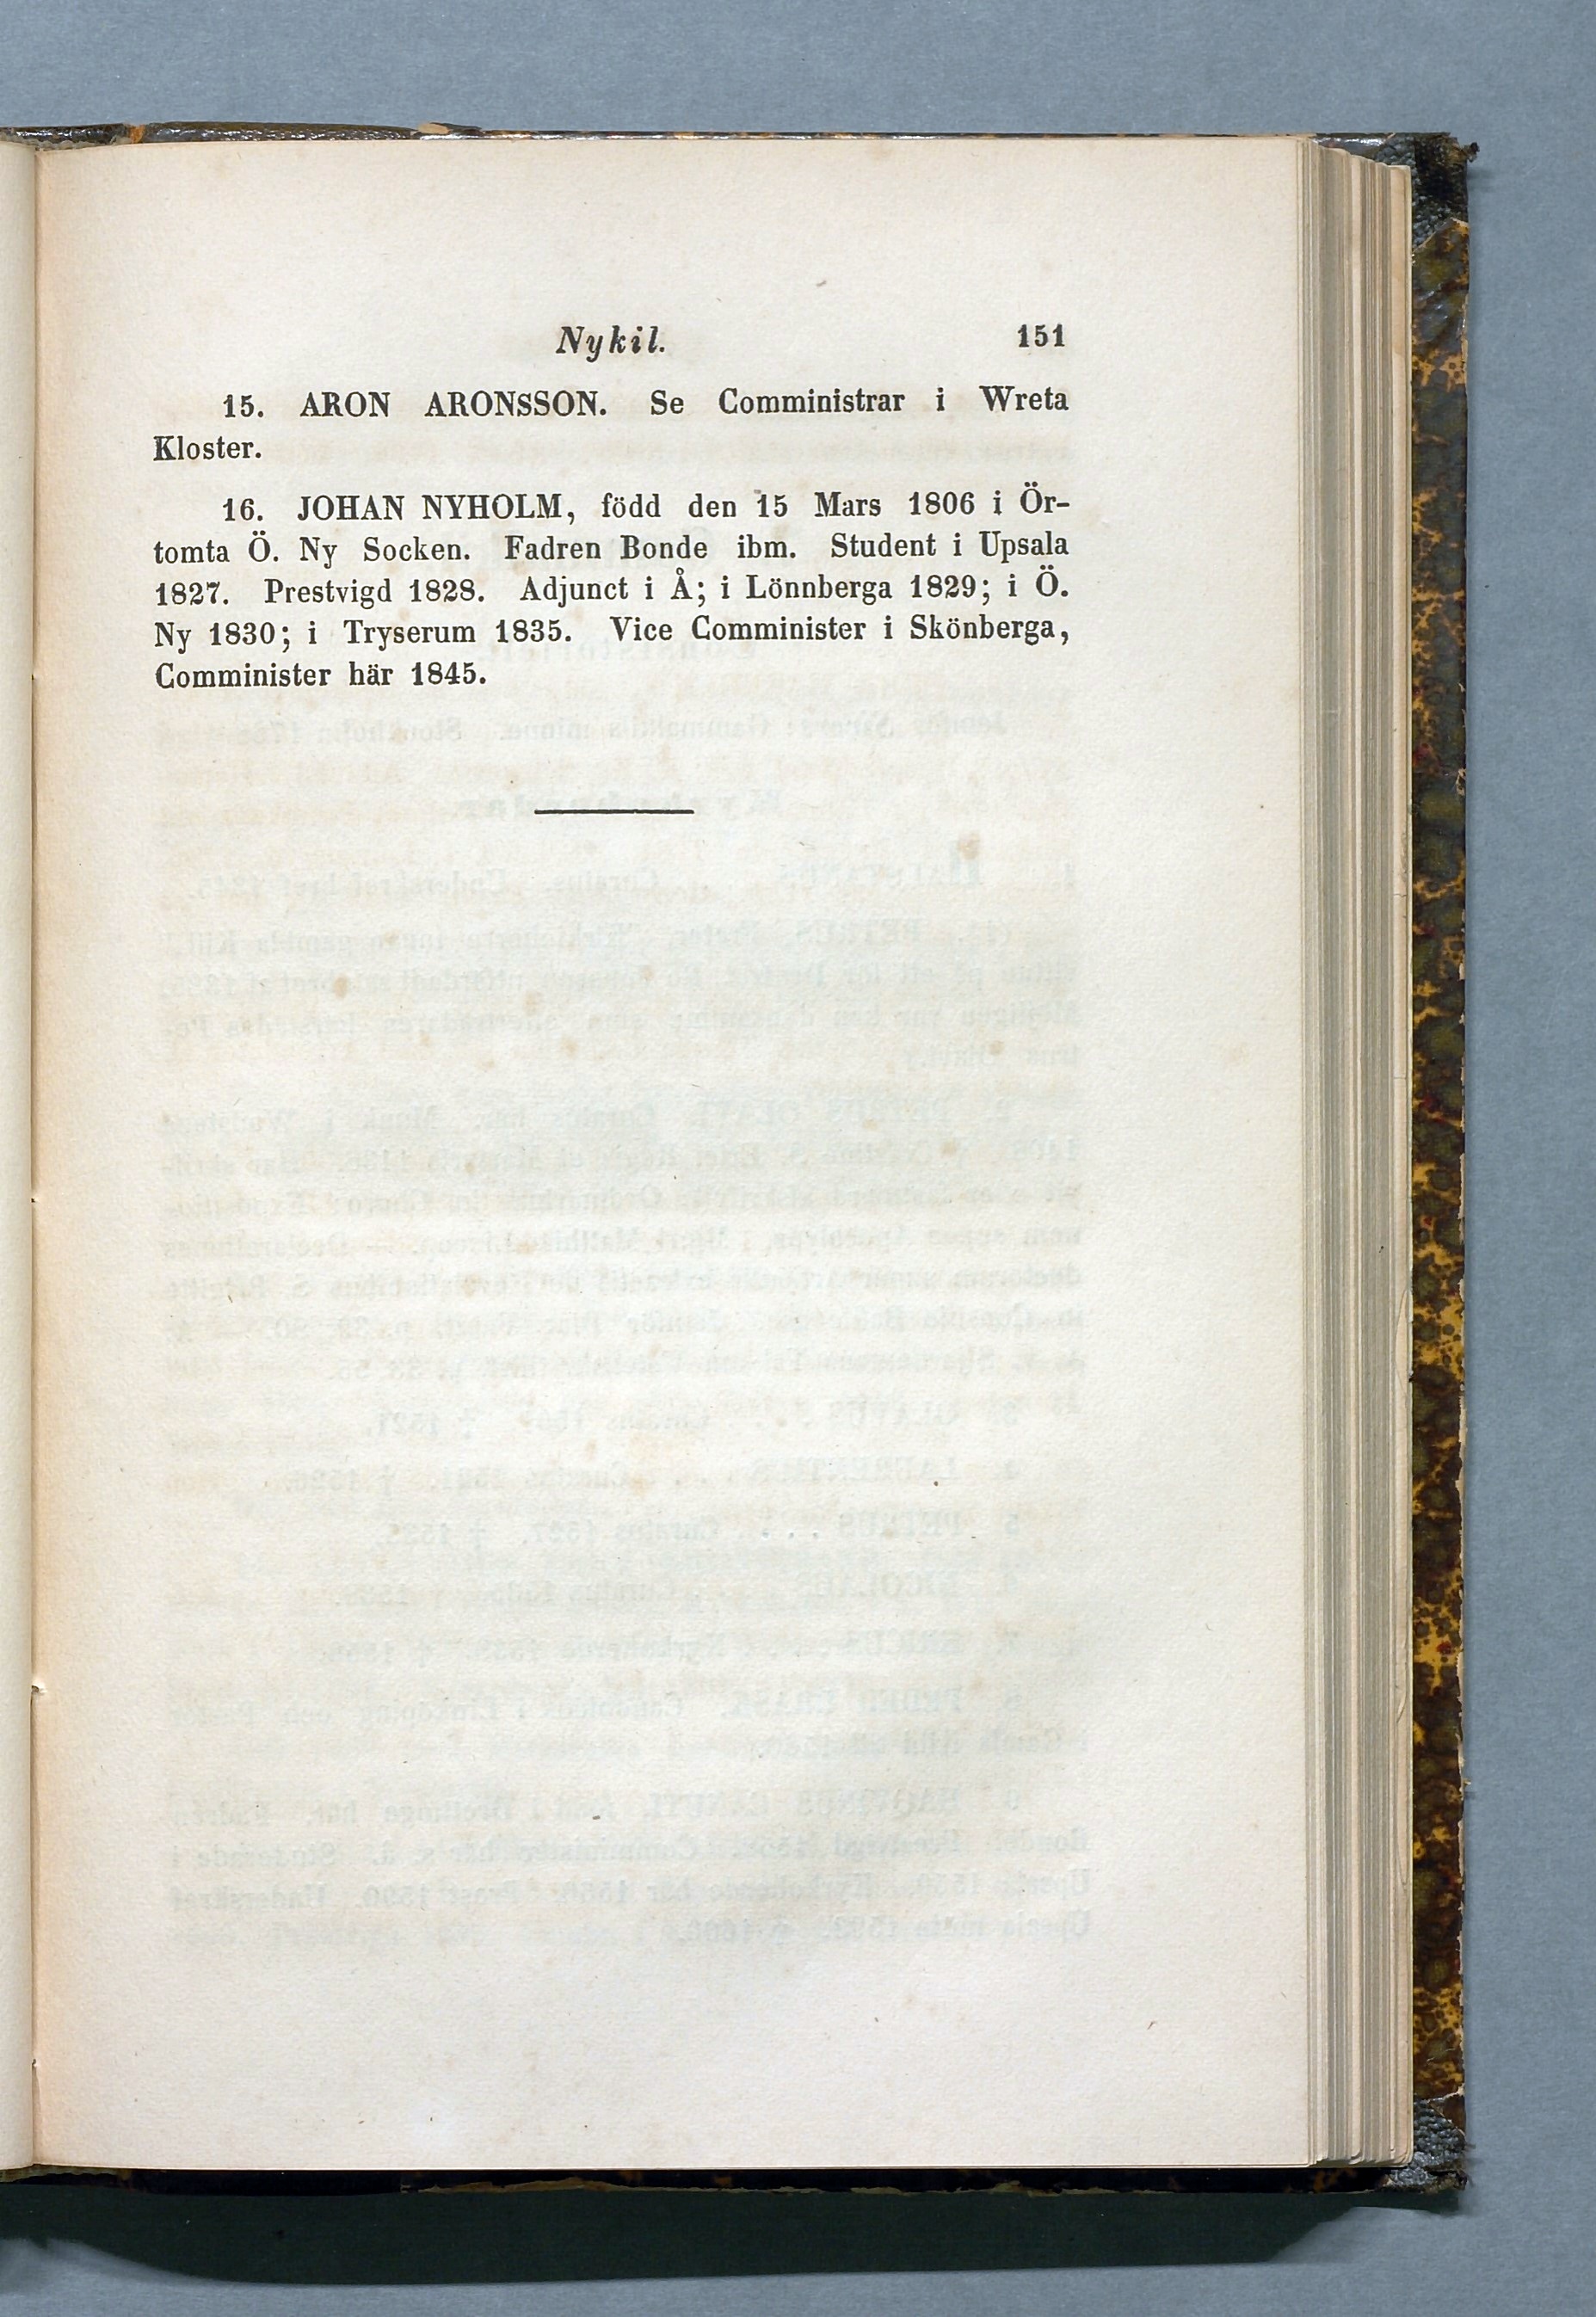 Nykil. 151
15. ARON ARONSSON. Se Comministrar i Wreta
Kloster.
16. JOHAN NYHOLM, född den 15 Mars 1806 i Ör-
tomta Ö. Ny Socken. Fadren Bonde ibm. Student i Upsala
1827. Prestvigd 1828. Adjunct i Å; i Lönnberga 1829; i Ö.
Ny 1830; i Tryserum 1835. Vice Comminister i Skönberga,
Comminister här 1845.